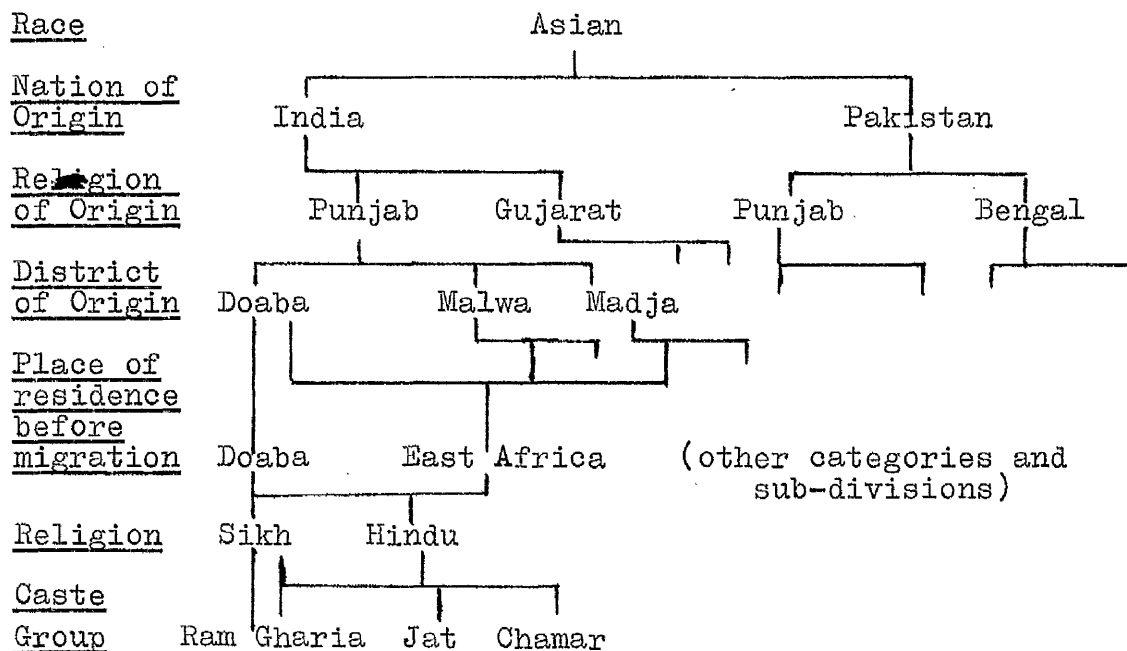 Race Asian
Nation of
Origin India Pakistan
Religion
of Origin Punjab Gujarat Punjab Bengal
District
of Origin Doaba Malwa Madja
Place of
residence
before
migration Doaba East Africa (other categories and
sub-divisions)
Religion Sikh Hindu
Caste
Group Ram Gharia Jat Chamar